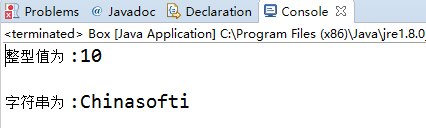 Problems @ Javadoc Declaration Console
<terminated> Box [Java Application] C:\Program Files (x86)\Java\jre1.8.0_
整型值为 :10
字符串为 :Chinasofti